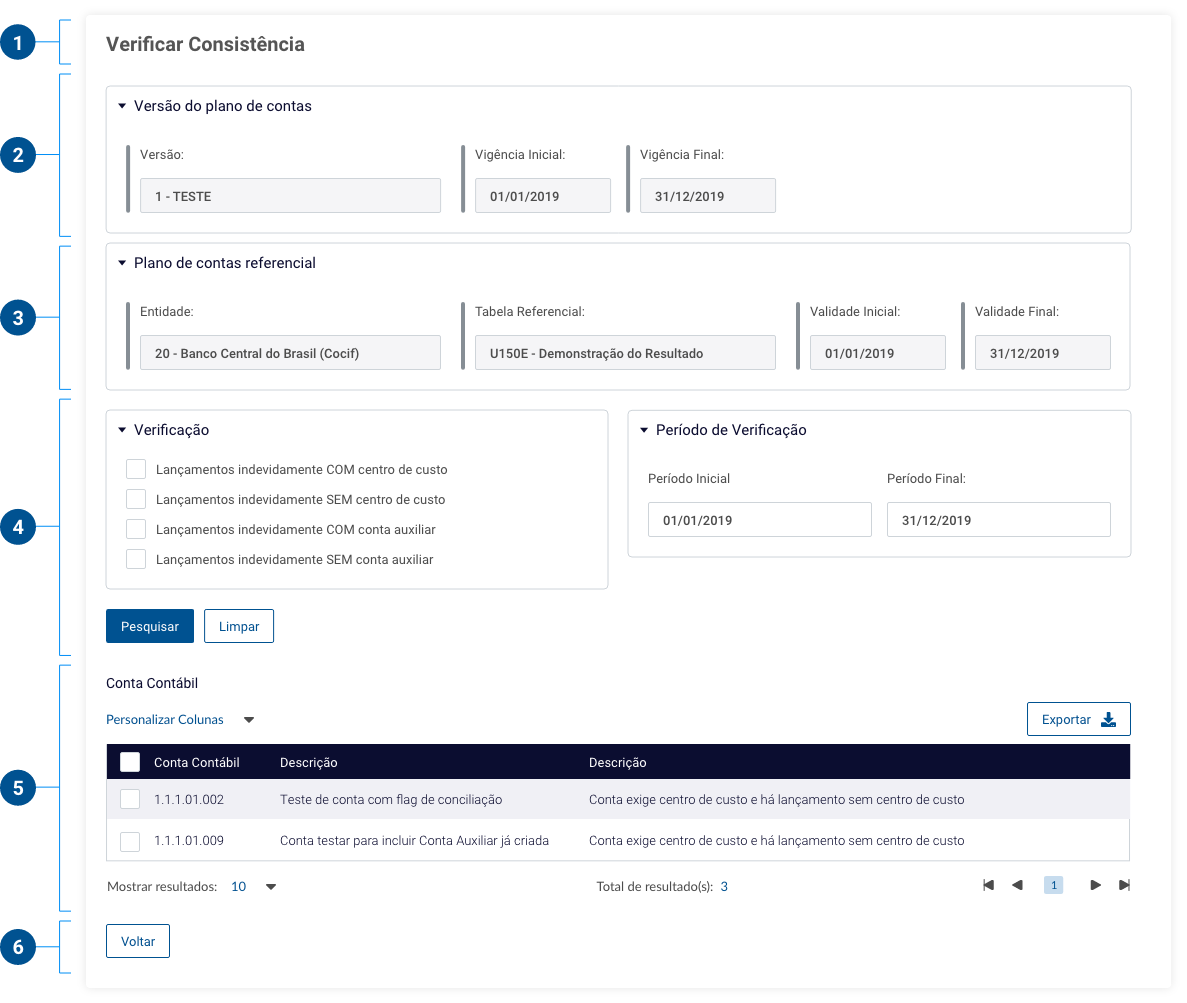 1
Verificar Consistência
2
Versão do plano de contas
Versão: Vigência Inicial: Vigência Final:
1 - TESTE 01/01/2019 31/12/2019
3
Plano de contas referencial
Entidade: Tabela Referencial: Validade Inicial: Validade Final:
20 - Banco Central do Brasil (Cocif) U150E - Demonstração do Resultado 01/01/2019 31/12/2019
4
Verificação
Lançamentos indevidamente COM centro de custo
Lançamentos indevidamente SEM centro de custo
Lançamentos indevidamente COM conta auxiliar
Lançamentos indevidamente SEM conta auxiliar
Período de Verificação
Período Inicial Período Final:
01/01/2019 31/12/2019
Pesquisar Limpar
5
Conta Contábil
Personalizar Colunas Exportar
Conta Contábil Descrição Descrição
1.1.1.01.002 Teste de conta com flag de conciliação Conta exige centro de custo e há lançamento sem centro de custo
1.1.1.01.009 Conta testar para incluir Conta Auxiliar já criada Conta exige centro de custo e há lançamento sem centro de custo
Mostrar resultados: 10 Total de resultado(s): 3 1
6
Voltar